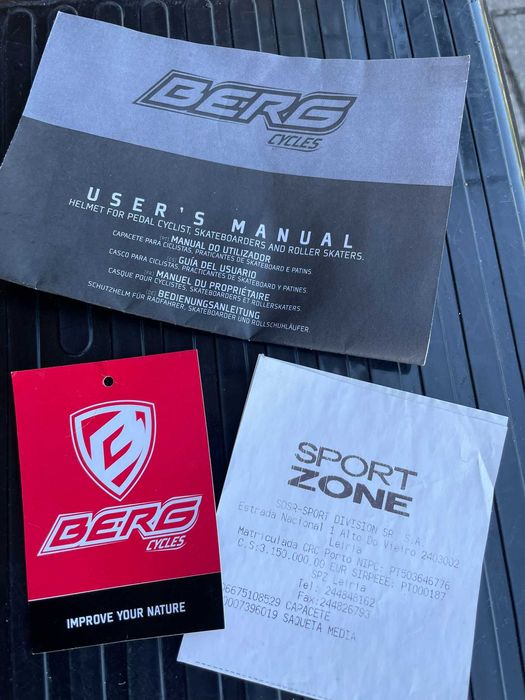 BERG
CYCLES
USER'S MANUAL
HELMET FOR PEDAL CYCLIST, SKATEBOARDERS AND ROLLER SKATERS.
MANUAL DO UTILIZADOR
CAPACETE PARA CICLISTAS, PRATICANTES DE SKATEBOARD E PATINS.
GUÍA DEL USUARIO
CASCO PARA CICLISTAS, PRACTICANTES DE SKATEBOARD Y PATINES.
MANUEL DU PROPRIÉTAIRE
CASQUE POUR CYCLISTES, SKATEBOARDERS ET ROLLERSKATERS.
BEDIENUNGSANLEITUNG
SCHUTZHELM FÜR RADFAHRER, SKATEBOARDER UND ROLLSCHUHLÄUFER.
BERG
CYCLES
IMPROVE YOUR NATURE
SPORT
ZONE
SDSR-SPORT DIVISION SR, S.A.
Estrada Nacional 1 Alto Do Vieiro 2403002
Leiria
Matriculada CRC Porto NIPC: PT503646776
C.S:3.150.000.00 EUR SIRPEEE: PT000187
SPZ Leiria
Tel: 244848162
Fax:244826793
06675108529 CAPACETE
0007396019 SAQUETA MEDIA